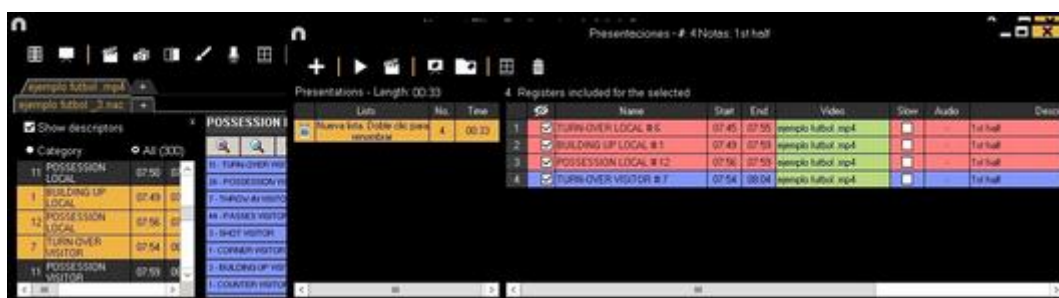 Presentaciones - #: 4 Notes: 1st half
ejemplo futbol .mp4 +
ejemplo futbol _3.nac +
Show descriptors
x
Category
All (300)
11 POSSESSION LOCAL 07:50
1 BUILDING UP LOCAL 07:49
12 POSSESSION LOCAL 07:56
7 TURN-OVER VISITOR 07:54
11 POSSESSION VISITOR 07:59
POSSESSION
- TURN-OVER
- POSSESSION
7 - THROW-IN VISITO
- PASSES VISITOR
- SHOT VISITOR
1 - CORNER VISITOR
- BUILDING UP
1 - COUNTER VISITOR
Presentations - Length: 00:33
Lists No. Time
Nueva lista. Doble clic para renombrar 4 00:33
4 Registers included for the selected
Name Start End Video Slow Audio Desc
1 TURN-OVER LOCAL # 6 07:45 07:55 ejemplo futbol .mp4 - 1st half
2 BUILDING UP LOCAL # 1 07:49 07:59 ejemplo futbol .mp4 - 1st half
3 POSSESSION LOCAL # 12 07:56 07:59 ejemplo futbol .mp4 - 1st half
4 TURN-OVER VISITOR # 7 07:54 08:04 ejemplo futbol .mp4 - 1st half